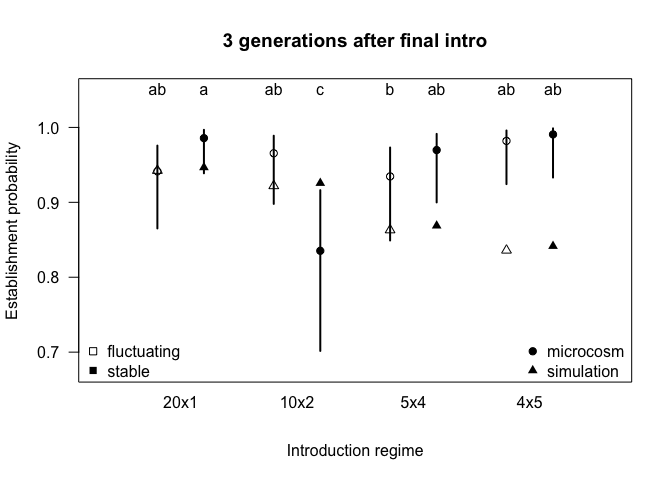 3 generations after final intro
ab a ab c b ab ab ab
1.0
0.9
0.8
0.7
Establishment probability
fluctuating
stable
microcosm
simulation
20x1 10x2 5x4 4x5
Introduction regime